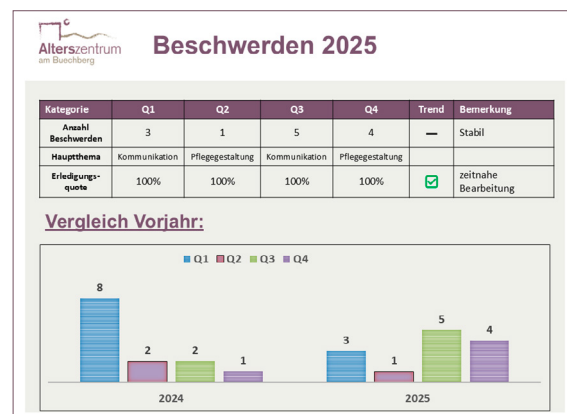 Alterszentrum
am Buechberg
Beschwerden 2025
Kategorie Q1 Q2 Q3 Q4 Trend Bemerkung
Anzahl Beschwerden 3 1 5 4 — Stabil
Hauptthema Kommunikation Pflegegestaltung Kommunikation Pflegegestaltung
Erledigungs-
quote 100% 100% 100% 100% zeitnahe
Bearbeitung
Vergleich Vorjahr:
Q1 Q2 Q3 Q4
8 2 2 1 3 1 5 4
2024 2025